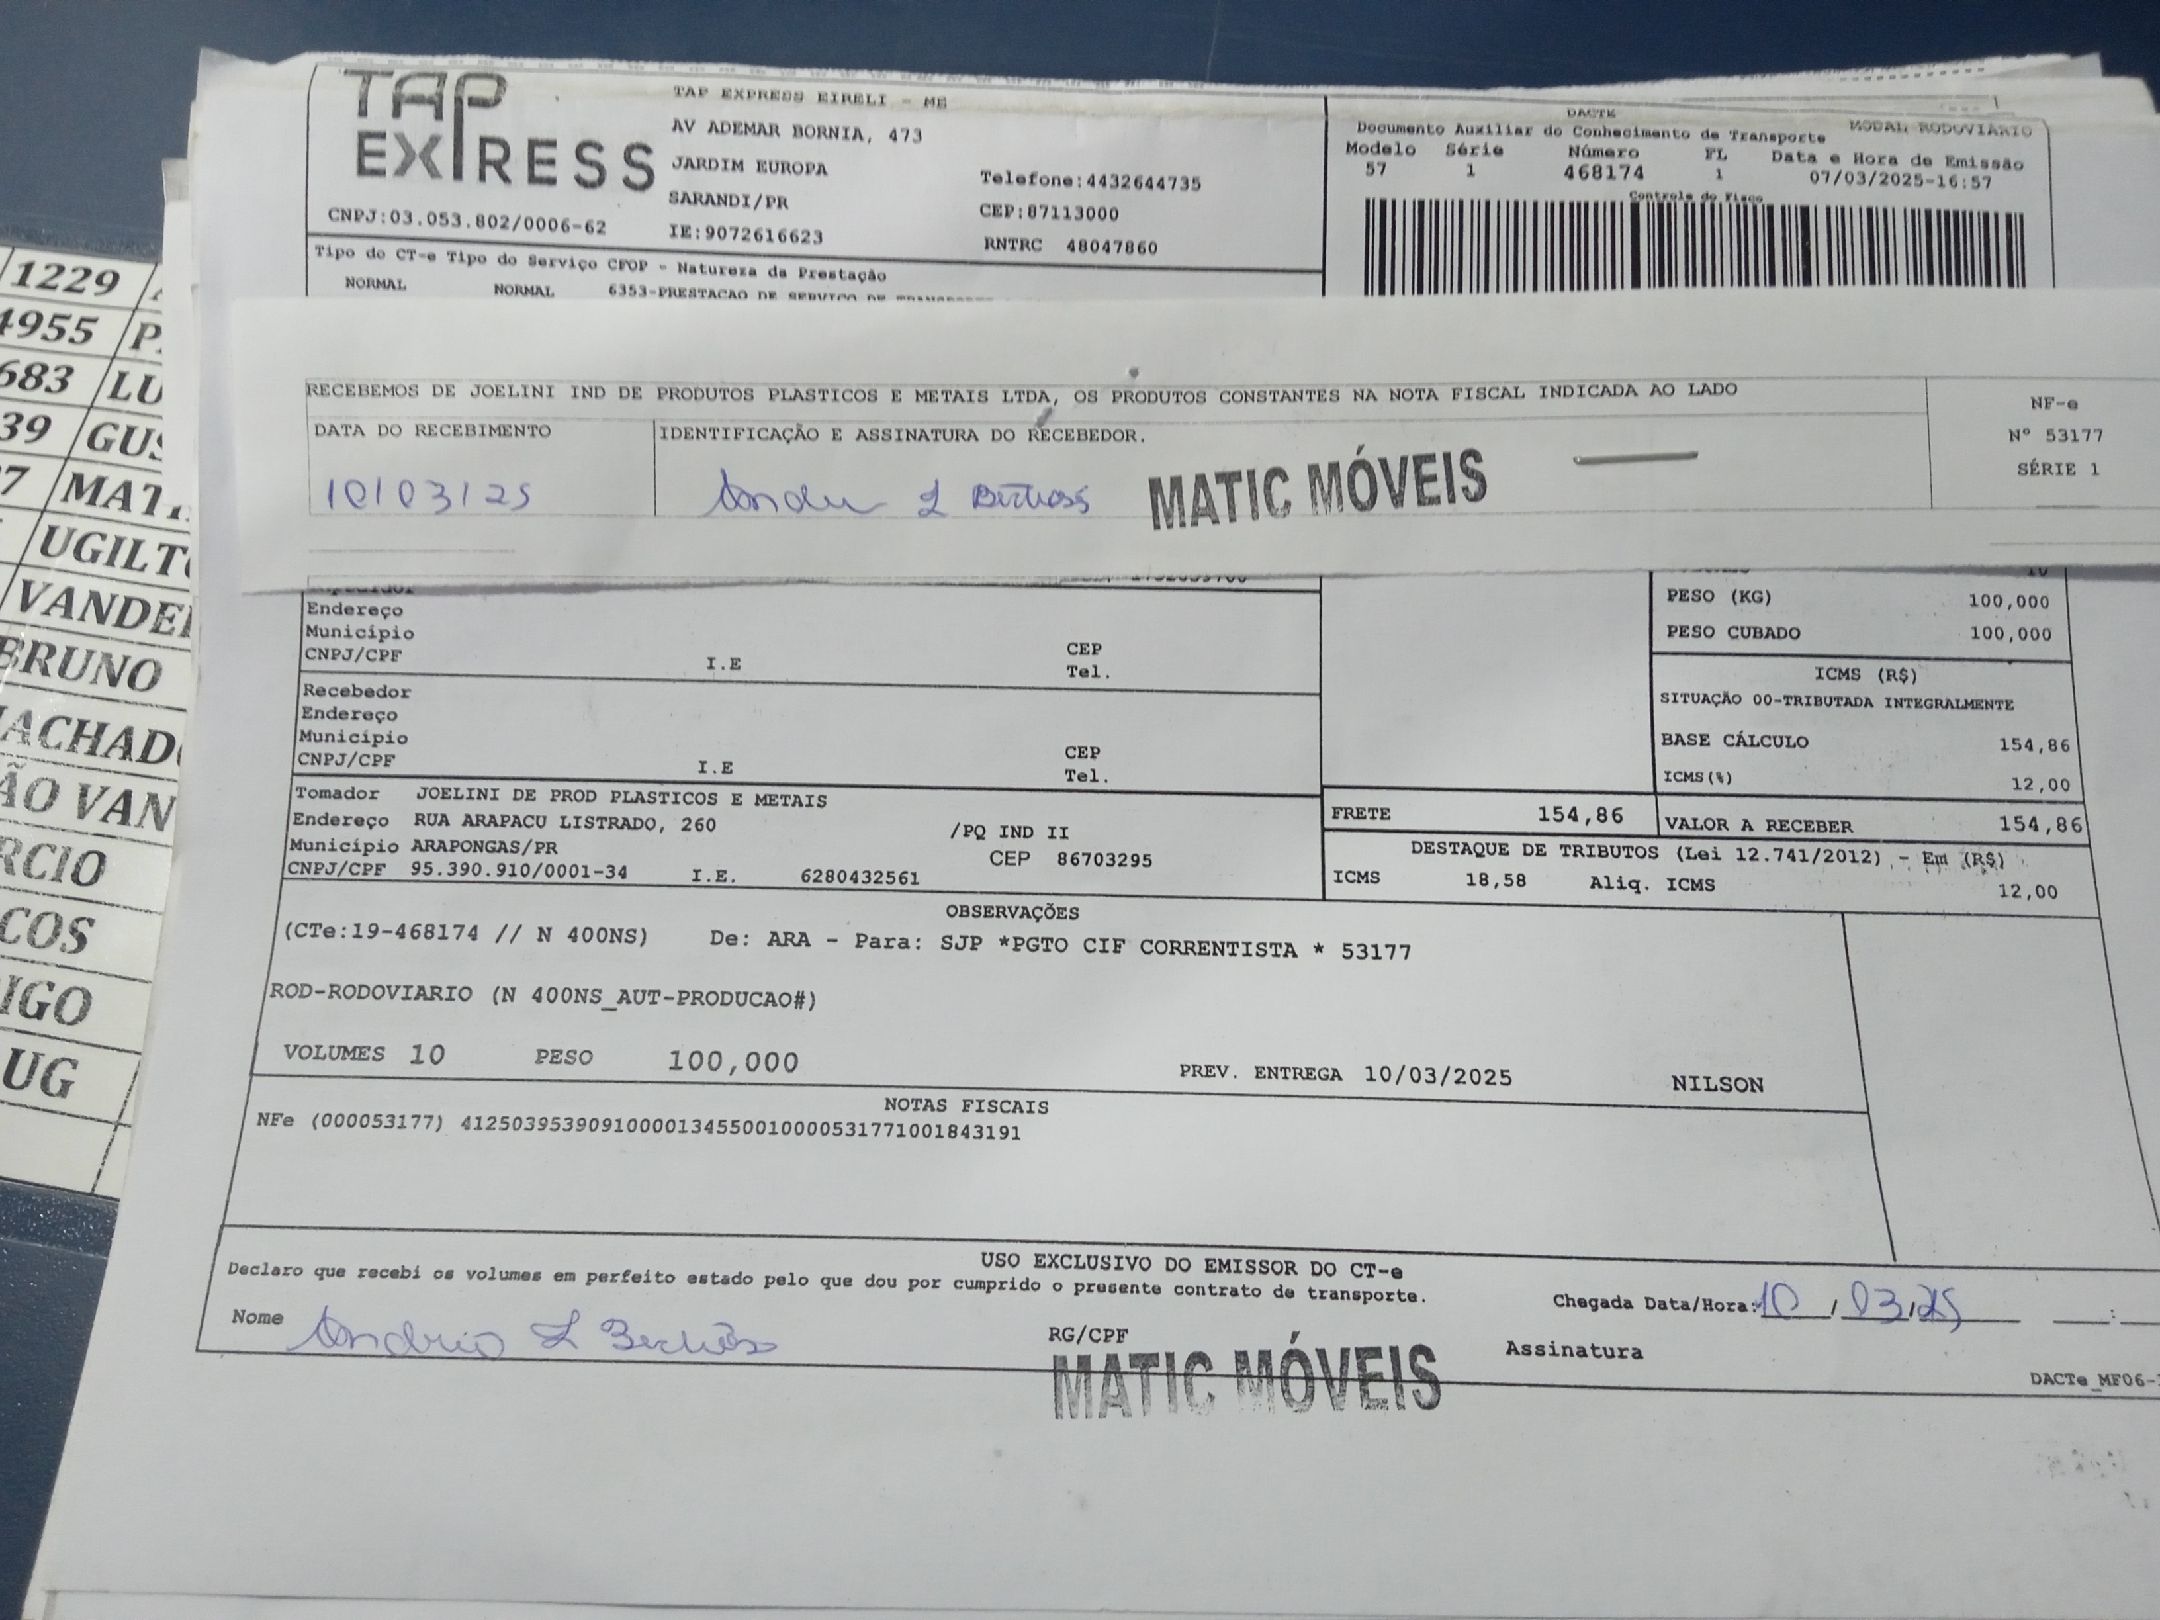 TAP EXPRESS
TAP EXPRESS EIRELI - ME
AV ADEMAR BORNIA, 473
JARDIM EUROPA
SARANDI/PR
IE:9072616623
Telefone:4432644735
CEP:87113000
RNTRC 48047860
CNPJ:03.053.802/0006-62
DACTE
Documento Auxiliar do Conhecimento de Transporte MODAL RODOVIÁRIO
Modelo Série Número FL Data e Hora de Emissão
57 1 468174 1 07/03/2025-16:57
Controle do Fisco
Tipo do CT-e Tipo do Serviço CFOP - Natureza da Prestação
NORMAL NORMAL 6353-PRESTACAO DE SERVICO DE
RECEBEMOS DE JOELINI IND DE PRODUTOS PLASTICOS E METAIS LTDA, OS PRODUTOS CONSTANTES NA NOTA FISCAL INDICADA AO LADO
DATA DO RECEBIMENTO
IDENTIFICAÇÃO E ASSINATURA DO RECEBEDOR.
10/03/25
MATIC MÓVEIS
NF-e
Nº 53177
SÉRIE 1
Endereço
Município
CNPJ/CPF I.E CEP
Tel.
Recebedor
Endereço
Município
CNPJ/CPF I.E CEP
Tel.
PESO (KG) 100,000
PESO CUBADO 100,000
ICMS (R$)
SITUAÇÃO 00-TRIBUTADA INTEGRALMENTE
BASE CÁLCULO 154,86
ICMS(%) 12,00
Tomador JOELINI DE PROD PLASTICOS E METAIS
Endereço RUA ARAPACU LISTRADO, 260 /PQ IND II
Município ARAPONGAS/PR CEP 86703295
CNPJ/CPF 95.390.910/0001-34 I.E. 6280432561
FRETE 154,86 VALOR A RECEBER 154,86
DESTAQUE DE TRIBUTOS (Lei 12.741/2012) - Em (R$)
ICMS 18,58 Aliq. ICMS 12,00
OBSERVAÇÕES
(CTe:19-468174 // N 400NS) De: ARA - Para: SJP *PGTO CIF CORRENTISTA * 53177
ROD-RODOVIARIO (N 400NS_AUT-PRODUCAO#)
VOLUMES 10 PESO 100,000 PREV. ENTREGA 10/03/2025 NILSON
NOTAS FISCAIS
NFe (000053177) 41250395390910000134550010000531771001843191
USO EXCLUSIVO DO EMISSOR DO CT-e
Declaro que recebi os volumes em perfeito estado pelo que dou por cumprido o presente contrato de transporte.
Chegada Data/Hora: 10/03/25 :
Nome
RG/CPF
Assinatura
MATIC MÓVEIS
DACTe_MF06-
1229
4955
683 LU
39 GUS
7 MAT
UGILTO
VANDE
BRUNO
MACHADO
ÃO VAN
RCIO
COS
IGO
UG